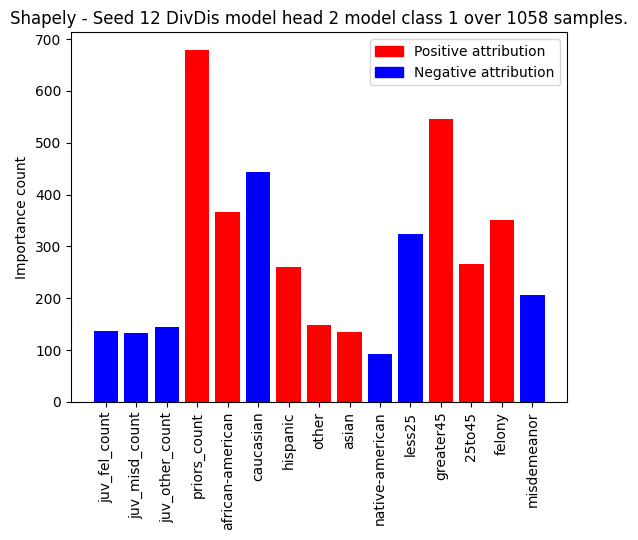 Shapely - Seed 12 DivDis model head 2 model class 1 over 1058 samples.
Positive attribution
Negative attribution
Importance count
700
600
500
400
300
200
100
0
juv_fel_count
juv_misd_count
juv_other_count
priors_count
african-american
caucasian
hispanic
other
asian
native-american
less25
greater45
25to45
felony
misdemeanor